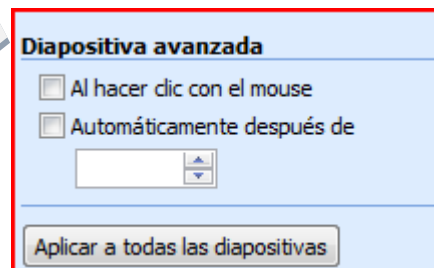 Diapositiva avanzada
Al hacer clic con el mouse
Automáticamente después de
Aplicar a todas las diapositivas